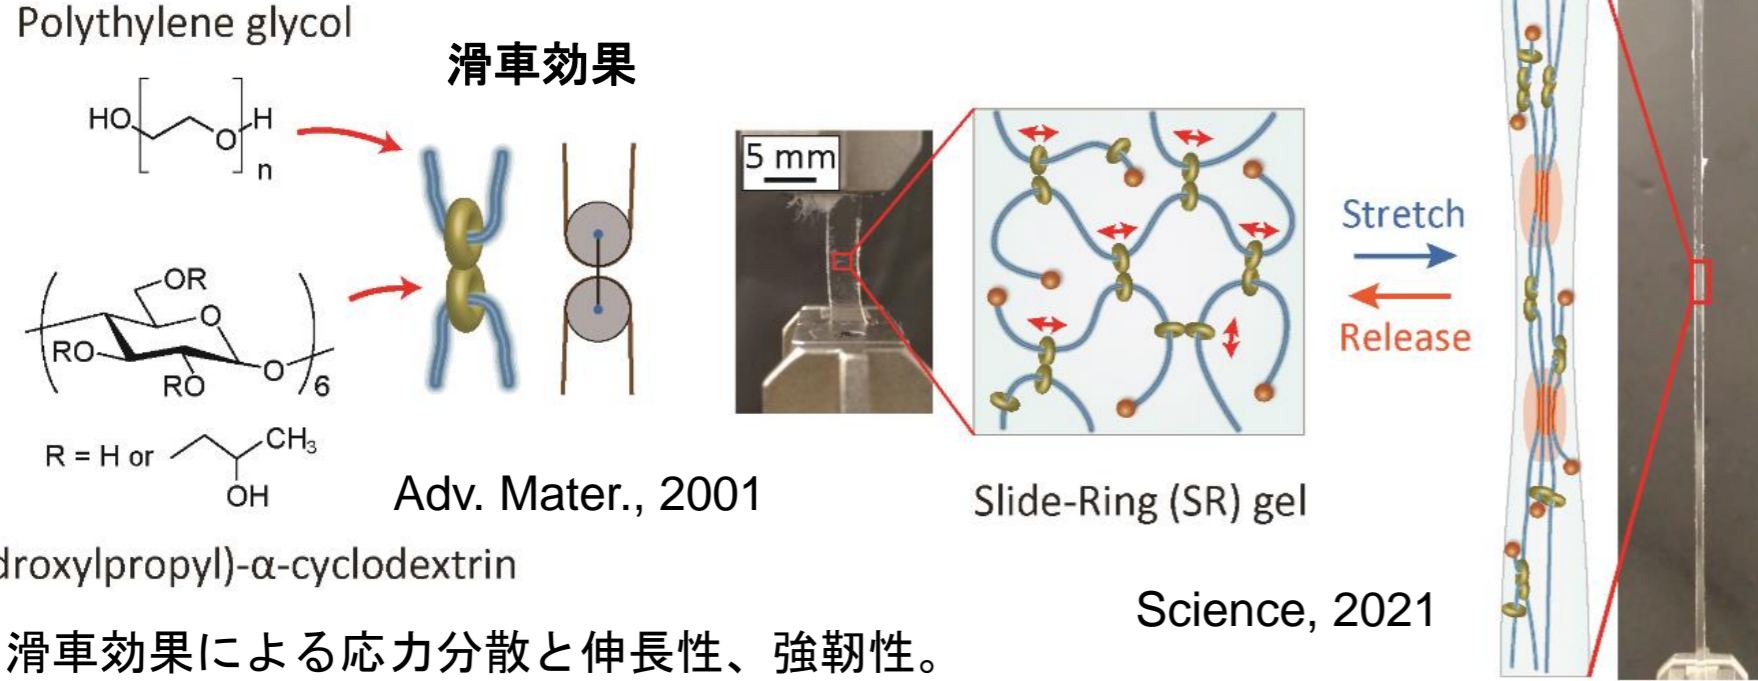 Polythylene glycol
滑車効果
HO
O
H
n
5 mm
OR
O
RO
RO
O
6
Stretch
Release
R = H or
CH3
OH
Adv. Mater., 2001
Slide-Ring (SR) gel
droxylpropyl)-α-cyclodextrin
Science, 2021
滑車効果による応力分散と伸長性、強靭性。